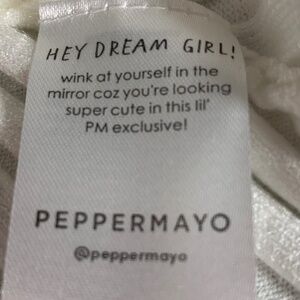 HEY DREAM GIRL!
wink at yourself in the
mirror coz you're looking
super cute in this lil'
PM exclusive!
PEPPERMAYO
@peppermayo